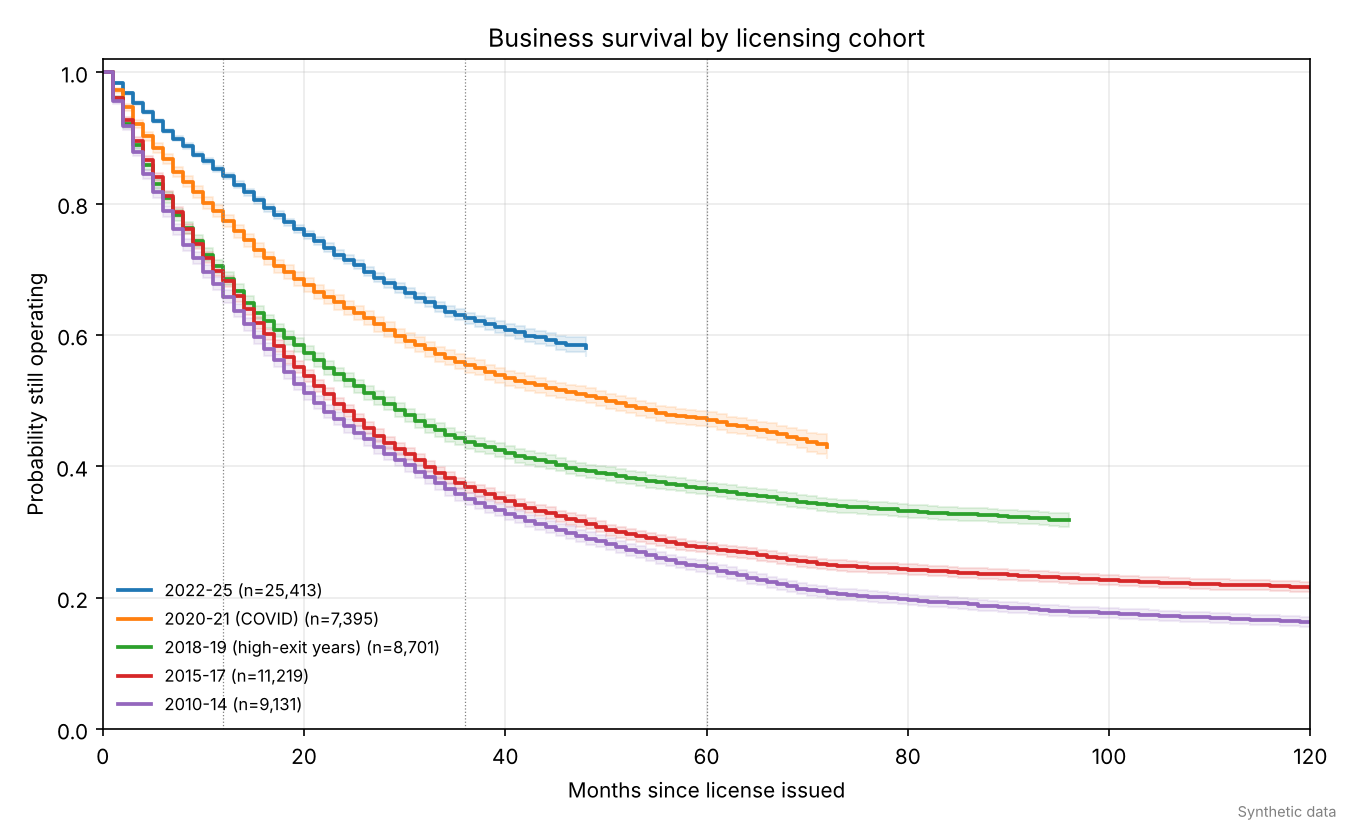 Business survival by licensing cohort
Probability still operating
1.0
0.8
0.6
0.4
0.2
0.0
2022-25 (n=25,413)
2020-21 (COVID) (n=7,395)
2018-19 (high-exit years) (n=8,701)
2015-17 (n=11,219)
2010-14 (n=9,131)
0 20 40 60 80 100 120
Months since license issued
Synthetic data